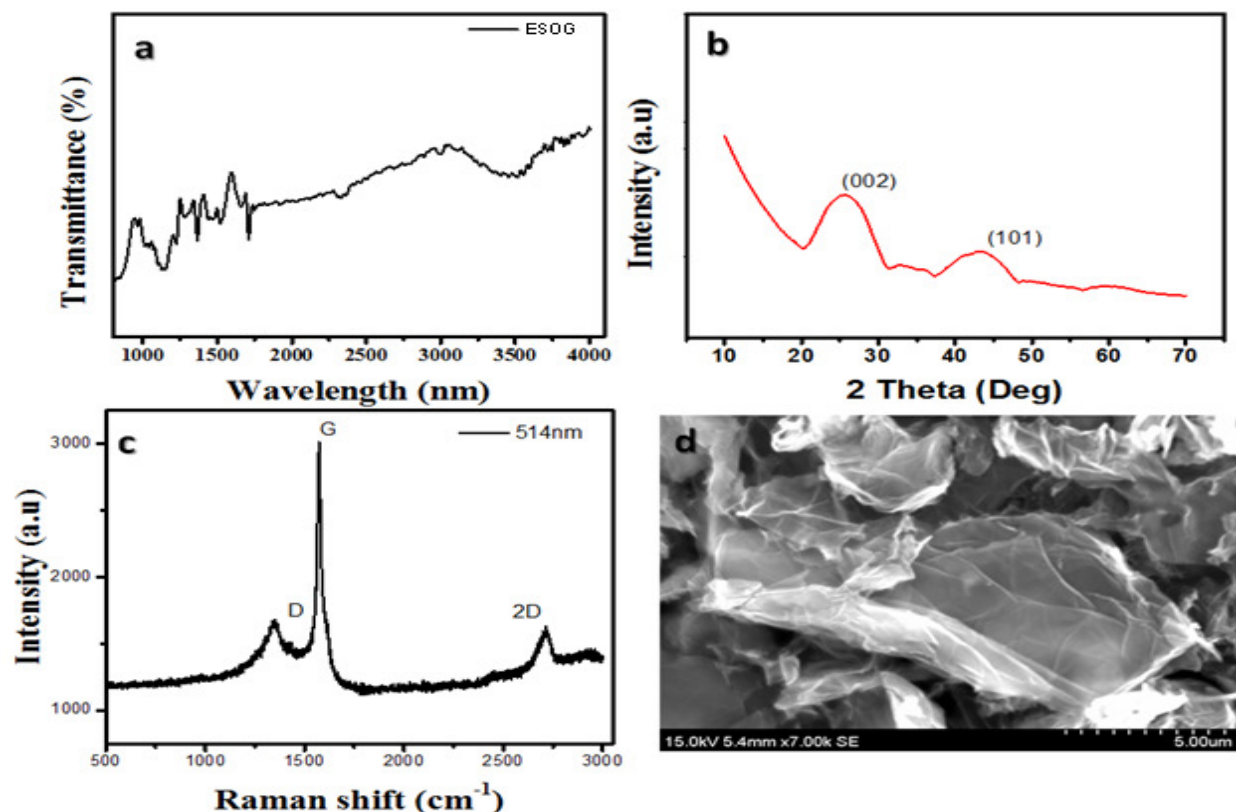 a
ESOG
Transmittance (%)
1000 1500 2000 2500 3000 3500 4000
Wavelength (nm)
b
(002)
(101)
Intensity (a.u)
10 20 30 40 50 60 70
2 Theta (Deg)
c
G
514nm
3000
2000
1000
D
2D
Intensity (a.u)
500 1000 1500 2000 2500 3000
Raman shift (cm⁻¹)
d
15.0kV 5.4mm x7.00k SE
5.00um